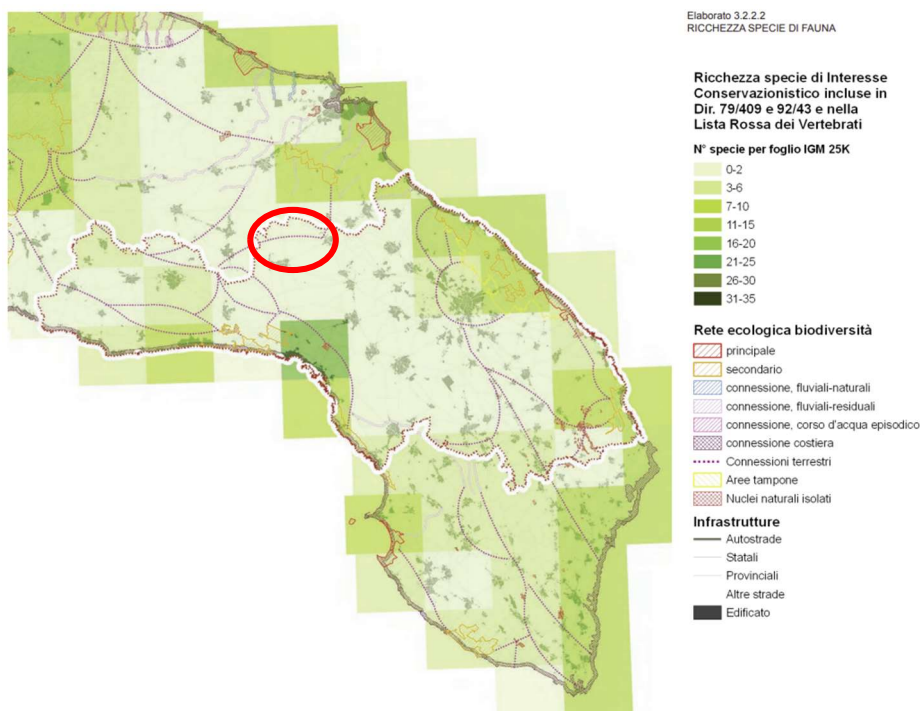 Elaborato 3.2.2.2
RICCHEZZA SPECIE DI FAUNA
Ricchezza specie di Interesse
Conservazionistico incluse in
Dir. 79/409 e 92/43 e nella
Lista Rossa dei Vertebrati
N° specie per foglio IGM 25K
0-2
3-6
7-10
11-15
16-20
21-25
26-30
31-35
Rete ecologica biodiversità
principale
secondario
connessione, fluviali-naturali
connessione, fluviali-residuali
connessione, corso d'acqua episodico
connessione costiera
Connessioni terrestri
Aree tampone
Nuclei naturali isolati
Infrastrutture
Autostrade
Statali
Provinciali
Altre strade
Edificato